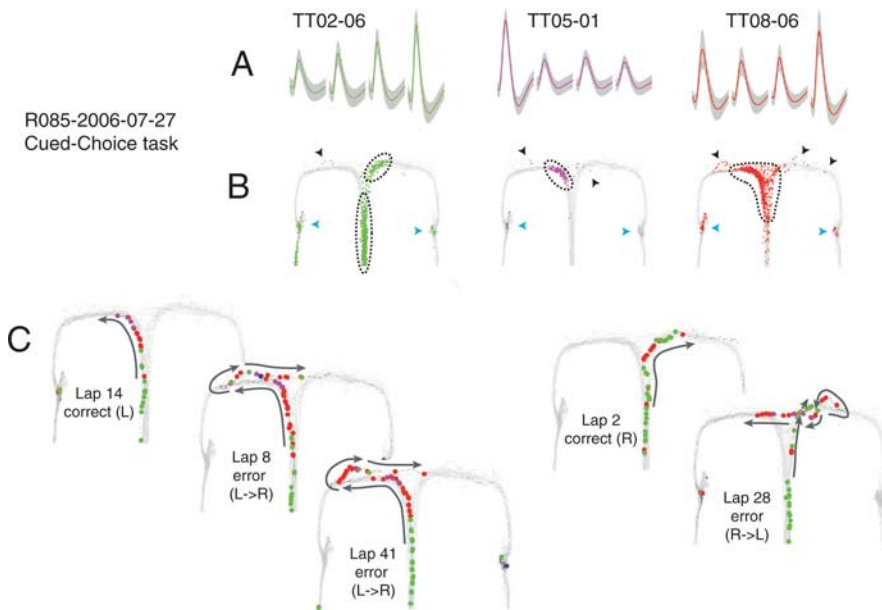 TT02-06
TT05-01
TT08-06
A
R085-2006-07-27
Cued-Choice task
B
C
Lap 14
correct (L)
Lap 8
error
(L->R)
Lap 41
error
(L->R)
Lap 2
correct (R)
Lap 28
error
(R->L)